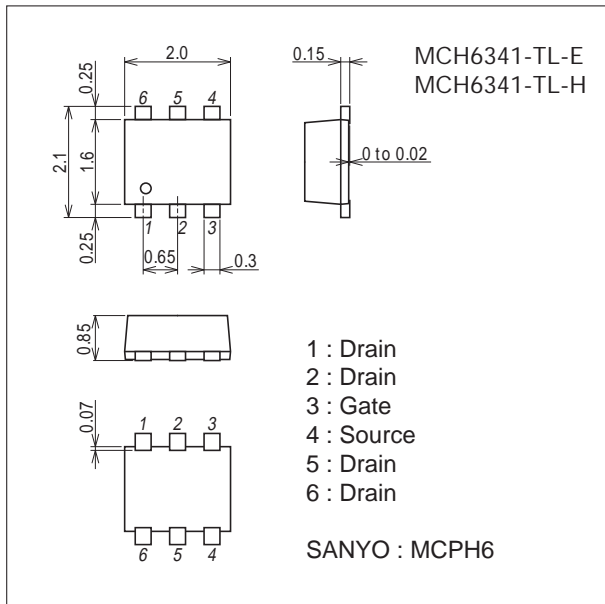 MCH6341-TL-E
MCH6341-TL-H
2.0
0.15
0.25
6 5 4
2.1
1.6
0 to 0.02
0.25
1 2 3
0.65
0.3
0.85
1 : Drain
2 : Drain
3 : Gate
4 : Source
5 : Drain
6 : Drain
0.07
1 2 3
6 5 4
SANYO : MCPH6